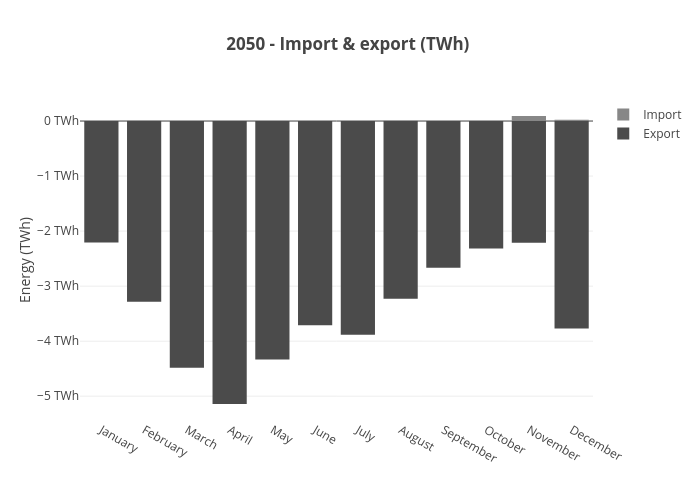 2050 - Import & export (TWh)
Import
Export
0 TWh
−1 TWh
−2 TWh
−3 TWh
−4 TWh
−5 TWh
Energy (TWh)
January
February
March
April
May
June
July
August
September
October
November
December